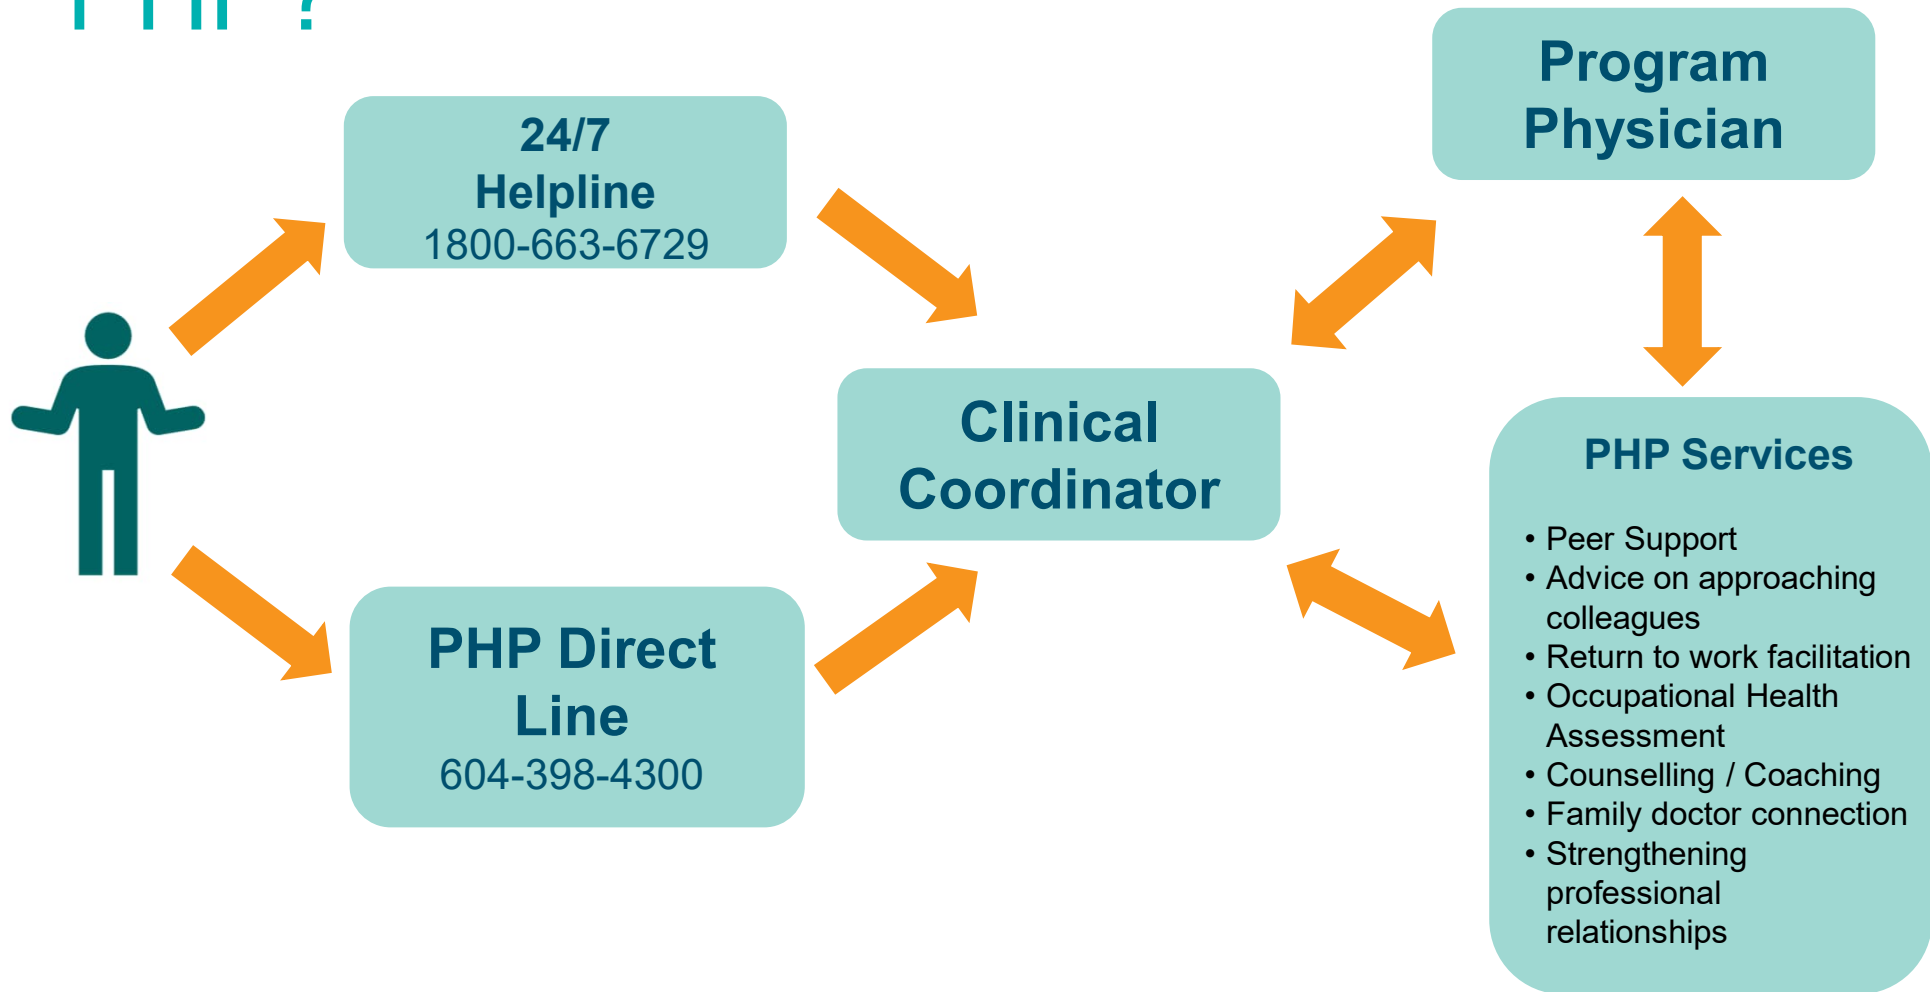 PHP?
24/7
Helpline
1800-663-6729
Program
Physician
Clinical
Coordinator
PHP Direct
Line
604-398-4300
PHP Services
• Peer Support
• Advice on approaching
colleagues
• Return to work facilitation
• Occupational Health
Assessment
• Counselling / Coaching
• Family doctor connection
• Strengthening
professional
relationships